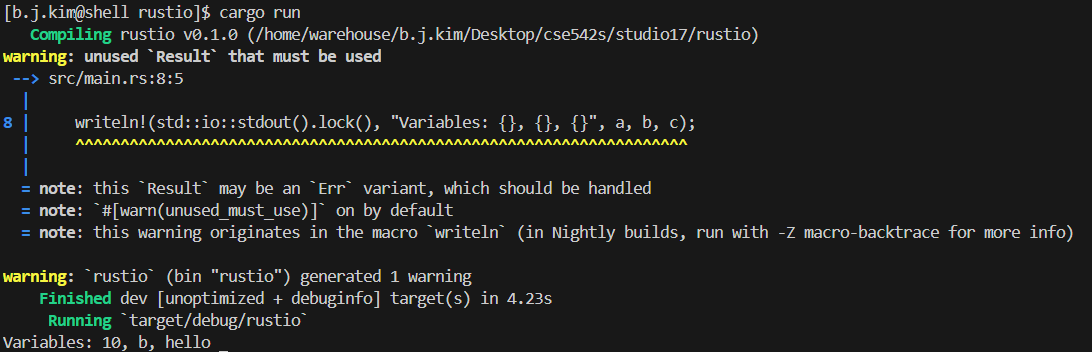 [b.j.kim@shell rustio]$ cargo run
   Compiling rustio v0.1.0 (/home/warehouse/b.j.kim/Desktop/cse542s/studio17/rustio)
warning: unused `Result` that must be used
 --> src/main.rs:8:5
  |
8 |     writeln!(std::io::stdout().lock(), "Variables: {}, {}, {}", a, b, c);
  |     ^^^^^^^^^^^^^^^^^^^^^^^^^^^^^^^^^^^^^^^^^^^^^^^^^^^^^^^^^^^^^^^^^^^^
  |
  = note: this `Result` may be an `Err` variant, which should be handled
  = note: `#[warn(unused_must_use)]` on by default
  = note: this warning originates in the macro `writeln` (in Nightly builds, run with -Z macro-backtrace for more info)

warning: `rustio` (bin "rustio") generated 1 warning
    Finished dev [unoptimized + debuginfo] target(s) in 4.23s
     Running `target/debug/rustio`
Variables: 10, b, hello _